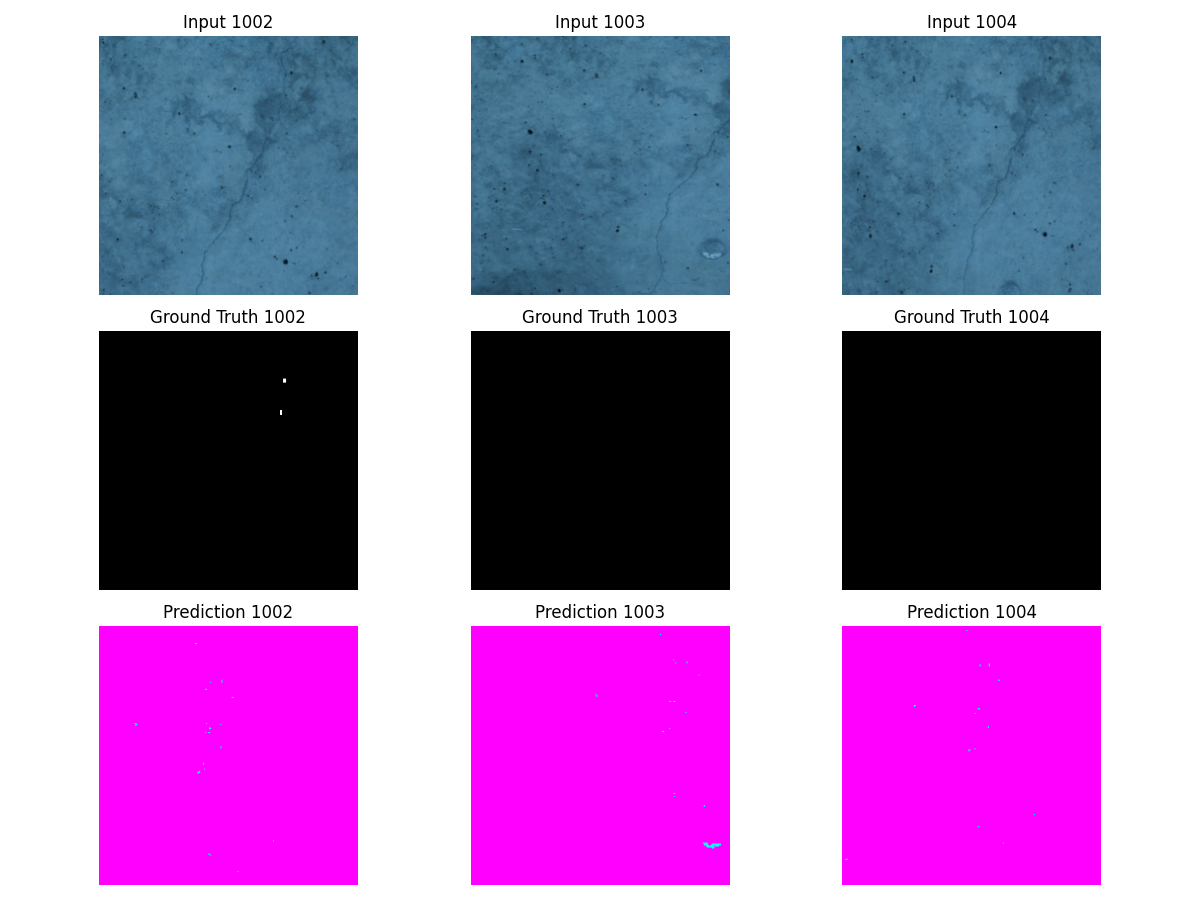 Input 1002
Input 1003
Input 1004
Ground Truth 1002
Ground Truth 1003
Ground Truth 1004
Prediction 1002
Prediction 1003
Prediction 1004